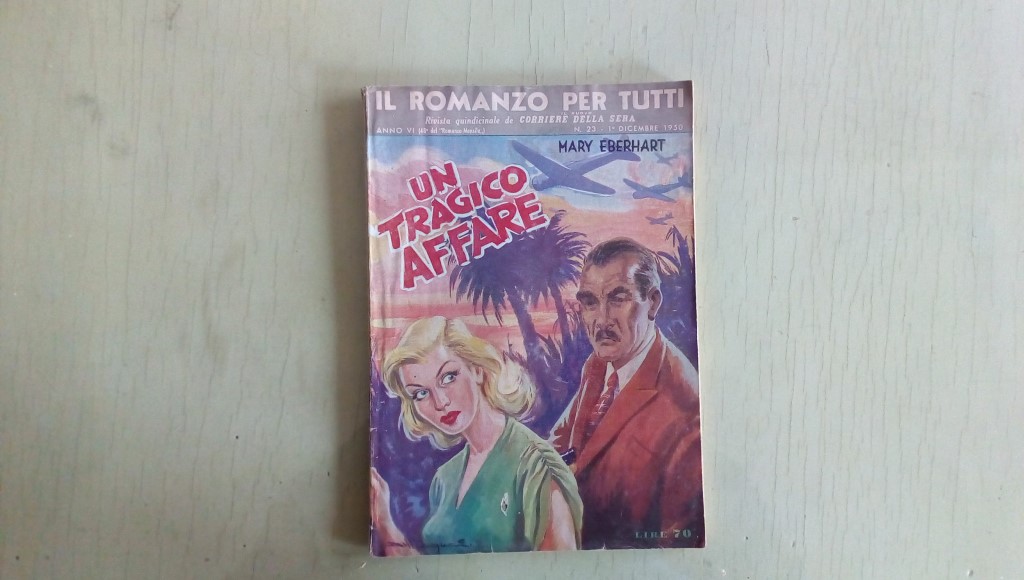 IL ROMANZO PER TUTTI
Rivista quindicinale de CORRIERE DELLA SERA
ANNO VI N. 23 - 1° DICEMBRE 1950
MARY EBERHART
UN
TRAGICO
AFFARE
LIRE 70